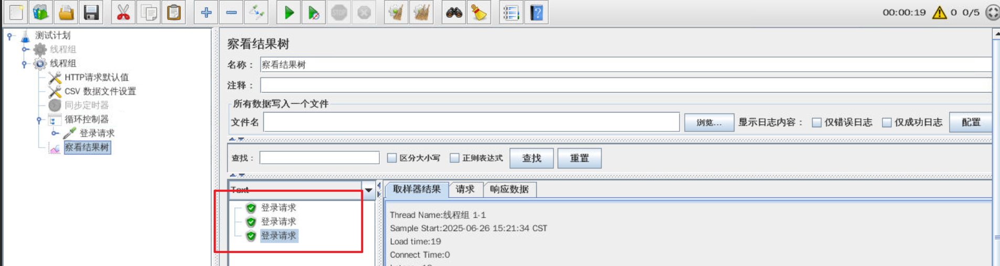 00:00:19 0 0/5
测试计划
线程组
线程组
HTTP请求默认值
CSV 数据文件设置
同步定时器
循环控制器
登录请求
察看结果树
察看结果树
名称： 察看结果树
注释：
所有数据写入一个文件
文件名 浏览... 显示日志内容： 仅错误日志 仅成功日志 配置
查找： 区分大小写 正则表达式 查找 重置
Text
登录请求
登录请求
登录请求
取样器结果 请求 响应数据
Thread Name:线程组 1-1
Sample Start:2025-06-26 15:21:34 CST
Load time:19
Connect Time:0